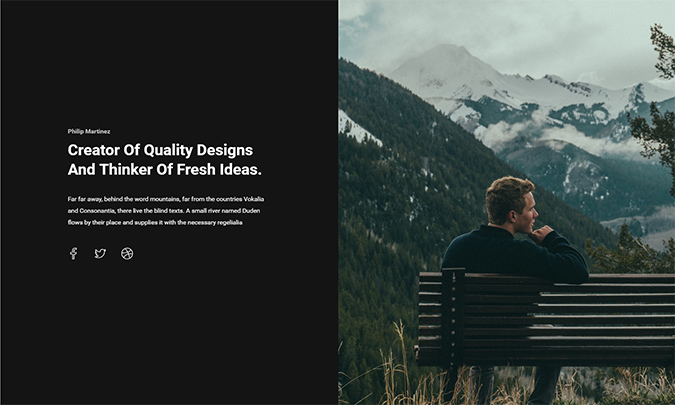 Philip Martinez
Creator Of Quality Designs
And Thinker Of Fresh Ideas.
Far far away, behind the word mountains, far from the countries Vokalia
and Consonantia, there live the blind texts. A small river named Duden
flows by their place and supplies it with the necessary regelialia